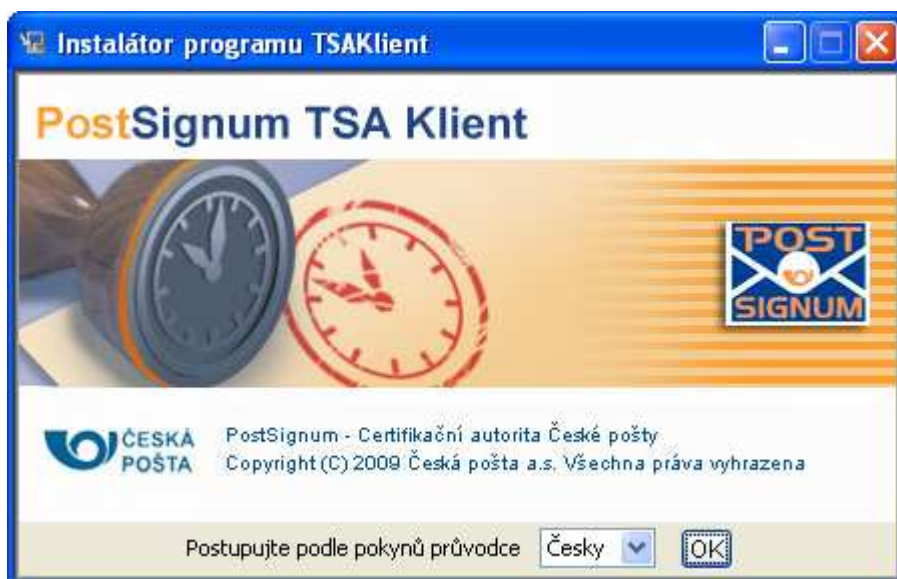 Instalátor programu TSAKlient
PostSignum TSA Klient
POST
SIGNUM
ČESKÁ
POŠTA
PostSignum - Certifikační autorita České pošty
Copyright (C) 2009 Česká pošta a.s. Všechna práva vyhrazena
Postupujte podle pokynů průvodce Česky OK